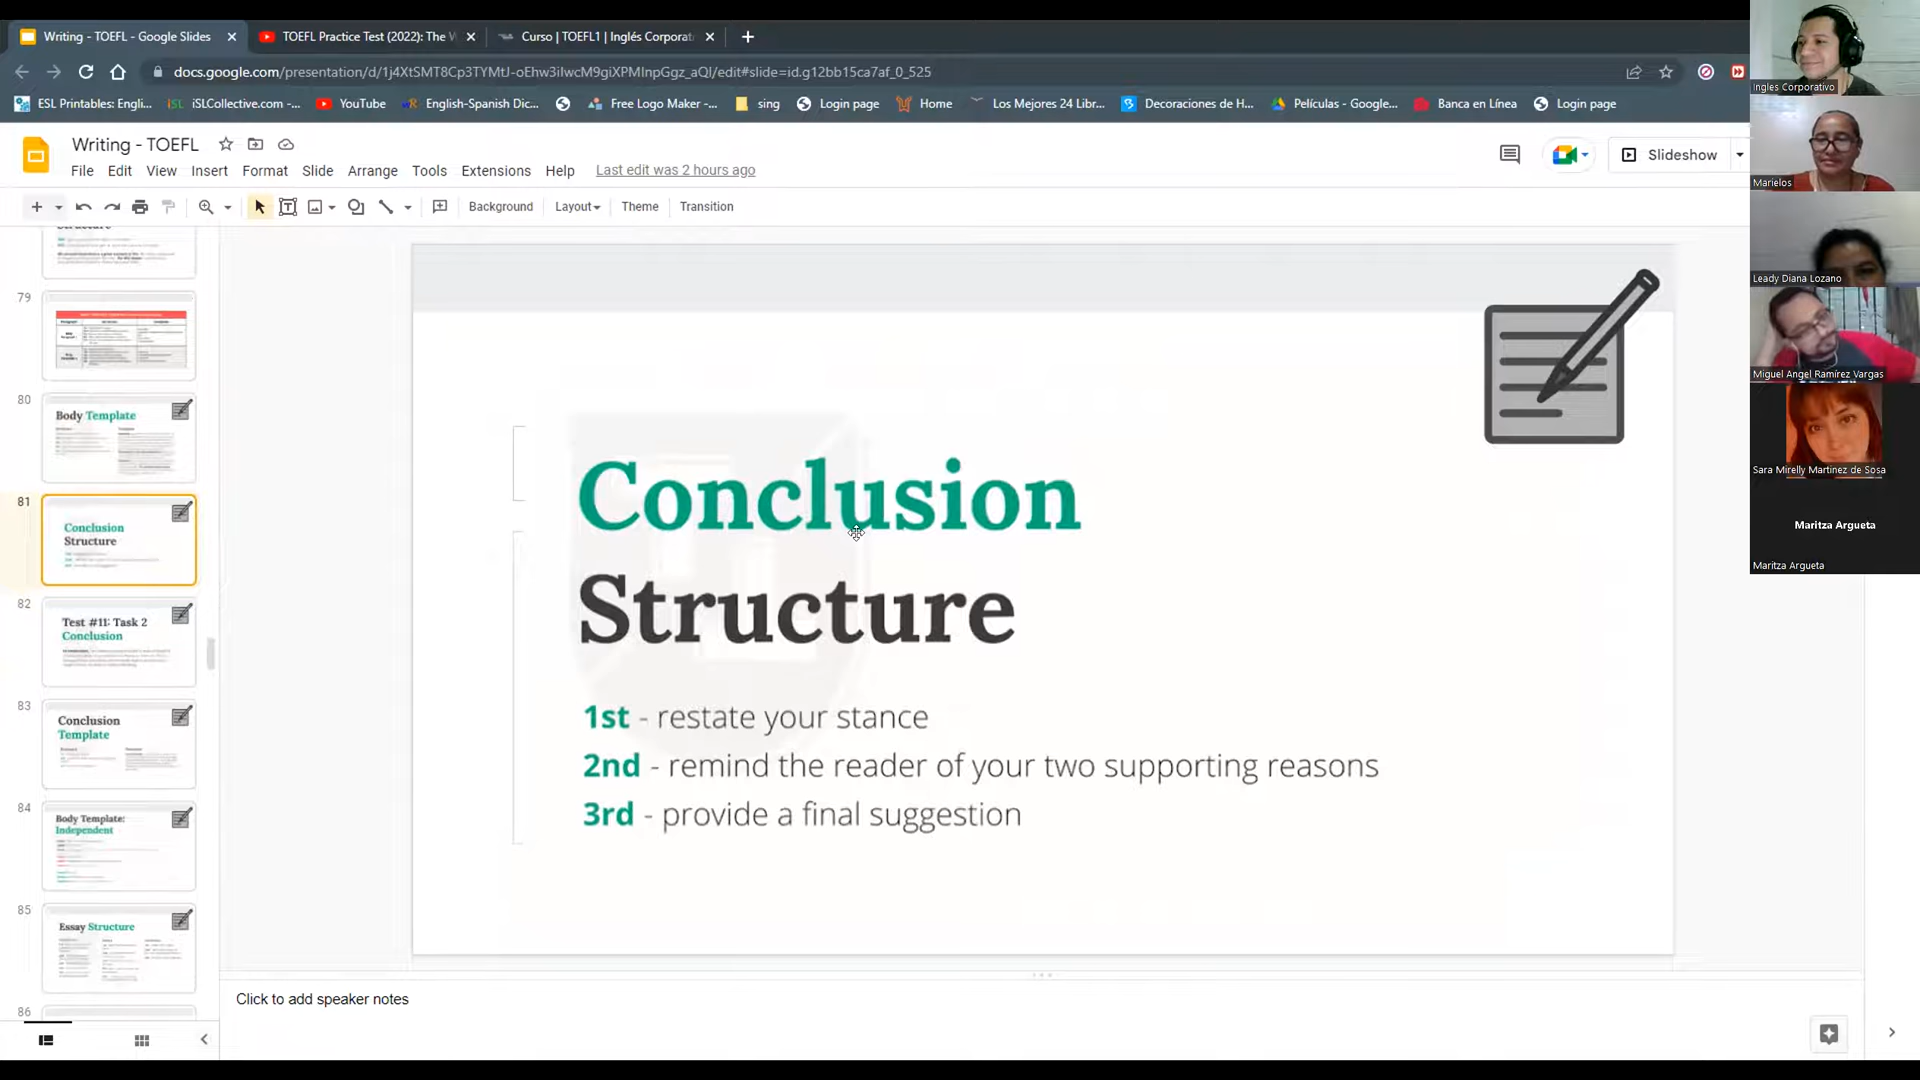 Writing - TOEFL - Google Slides
TOEFL Practice Test (2022): The
Curso | TOEFL1 | Inglés Corporat
docs.google.com/presentation/d/1j4XtSMT8Cp3TYMtJ-oEhw3iIwcM9giXPMInpGgz_aQI/edit#slide=id.g12bb15ca7af_0_525
ESL Printables: Engli...
iSLCollective.com -...
YouTube
English-Spanish Dic...
Free Logo Maker -...
sing
Login page
Home
Los Mejores 24 Libr...
Decoraciones de H...
Películas - Google...
Banca en Línea
Login page
Writing - TOEFL
File Edit View Insert Format Slide Arrange Tools Extensions Help Last edit was 2 hours ago
Slideshow
Background Layout Theme Transition
79
80
Body Template
81
Conclusion
Structure
82
Test #11: Task 2
Conclusion
83
Conclusion
Template
84
Body Template:
Independent
85
Essay Structure
86
Conclusion
Structure
1st - restate your stance
2nd - remind the reader of your two supporting reasons
3rd - provide a final suggestion
Click to add speaker notes
Ingles Corporativo
Marielos
Leady Diana Lozano
Miguel Angel Ramírez Vargas
Sara Mirelly Martinez de Sosa
Maritza Argueta
Maritza Argueta